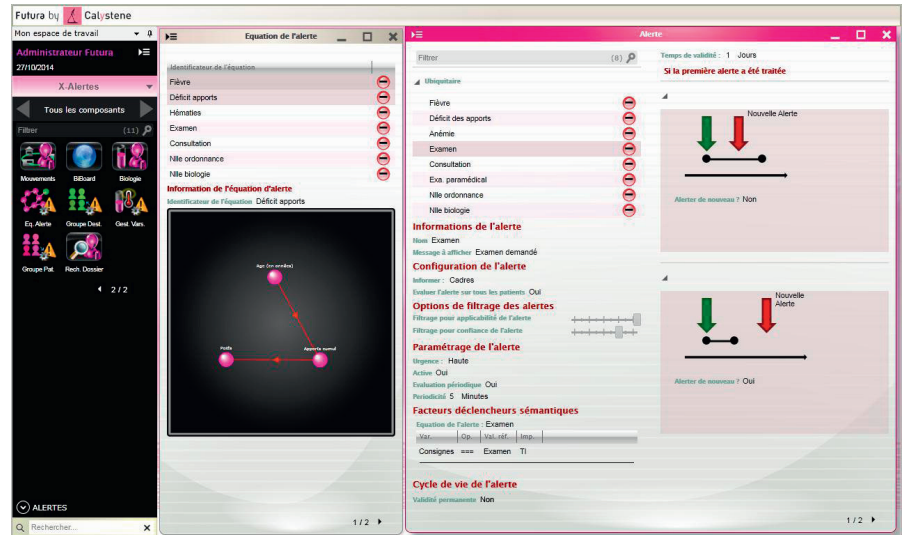 Futura by Calystene
Mon espace de travail
Administrateur Futura
27/10/2014
X-Alertes
Tous les composants
Filtrer (11)
Mouvements BiBoard Biologie
Eq. Alerte Groupe Dest. Gest. Vars.
Groupe Pat. Rech. Dossier
2 / 2
ALERTES
Rechercher...
Equation de l'alerte
Identificateur de l'équation
Fièvre
Déficit apports
Hématies
Examen
Consultation
Nlle ordonnance
Nlle biologie
Information de l'équation d'alerte
Identificateur de l'équation Déficit apports
Age (en années)
Poids
Apports cumul
1 / 2
Alerte
Filtrer (8)
Ubiquitaire
Fièvre
Déficit des apports
Anémie
Examen
Consultation
Exa. paramédical
Nlle ordonnance
Nlle biologie
Informations de l'alerte
Nom Examen
Message à afficher Examen demandé
Configuration de l'alerte
Informer : Cadres
Evaluer l'alerte sur tous les patients Oui
Options de filtrage des alertes
Filtrage pour applicabilité de l'alerte
Filtrage pour confiance de l'alerte
Paramétrage de l'alerte
Urgence : Haute
Active Oui
Evaluation périodique Oui
Periodicité 5 Minutes
Facteurs déclencheurs sémantiques
Equation de l'alerte : Examen
Var. Op. Val. réf. Imp.
Consignes === Examen TI
Cycle de vie de l'alerte
Validité permanente Non
Temps de validité : 1 Jours
Si la première alerte a été traitée
Nouvelle Alerte
Alerter de nouveau ? Non
Nouvelle
Alerte
Alerter de nouveau ? Oui
1 / 2